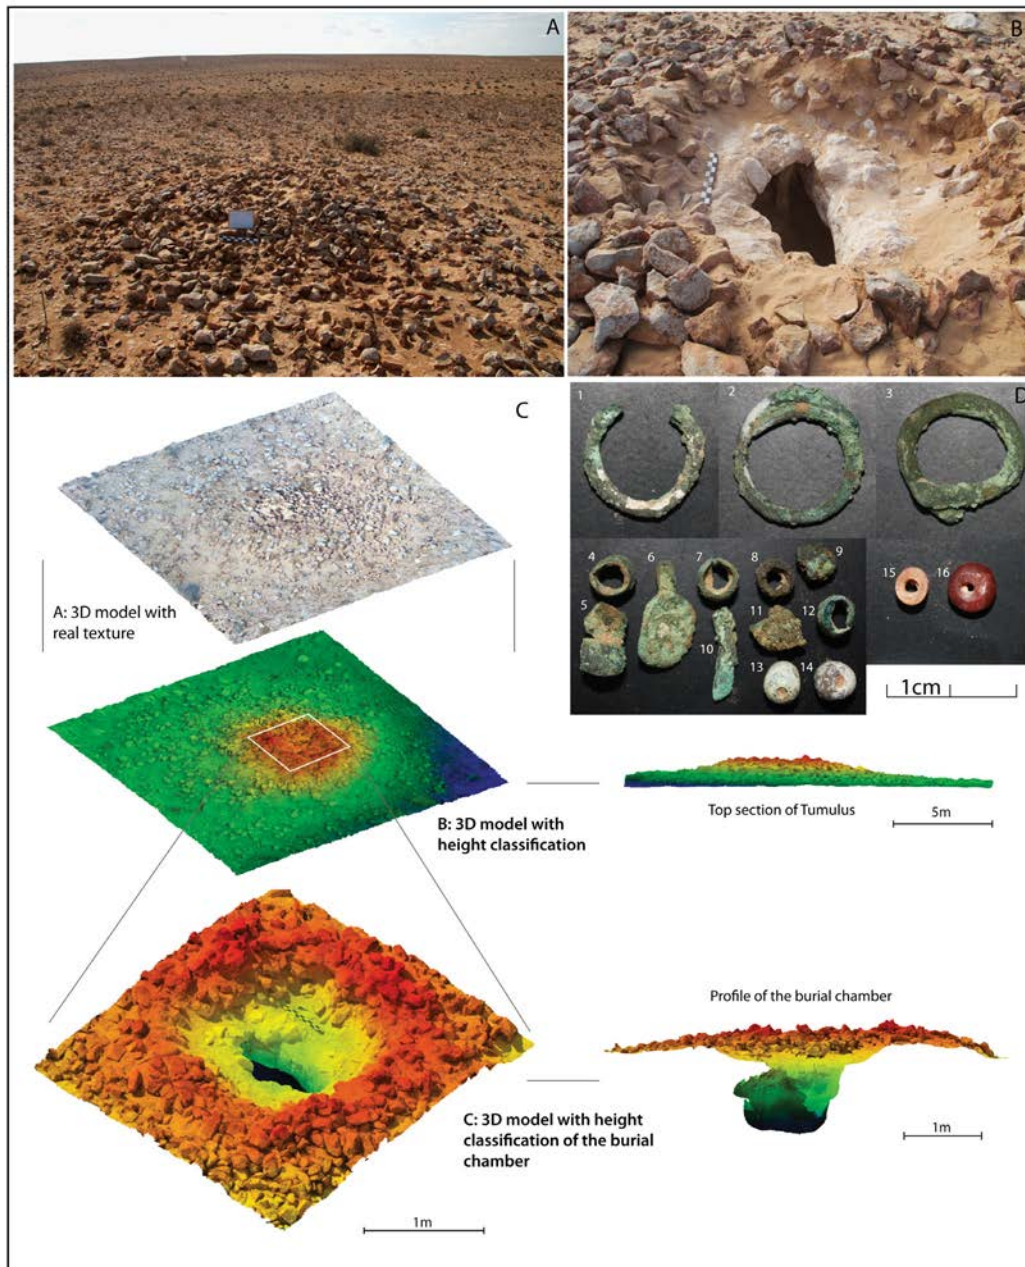 A
B
C
D
1
2
3
4
6
7
8
9
15
16
5
11
12
10
13
14
1cm
A: 3D model with
real texture
B: 3D model with
height classification
Top section of Tumulus
5m
Profile of the burial chamber
C: 3D model with height
classification of the burial
chamber
1m
1m